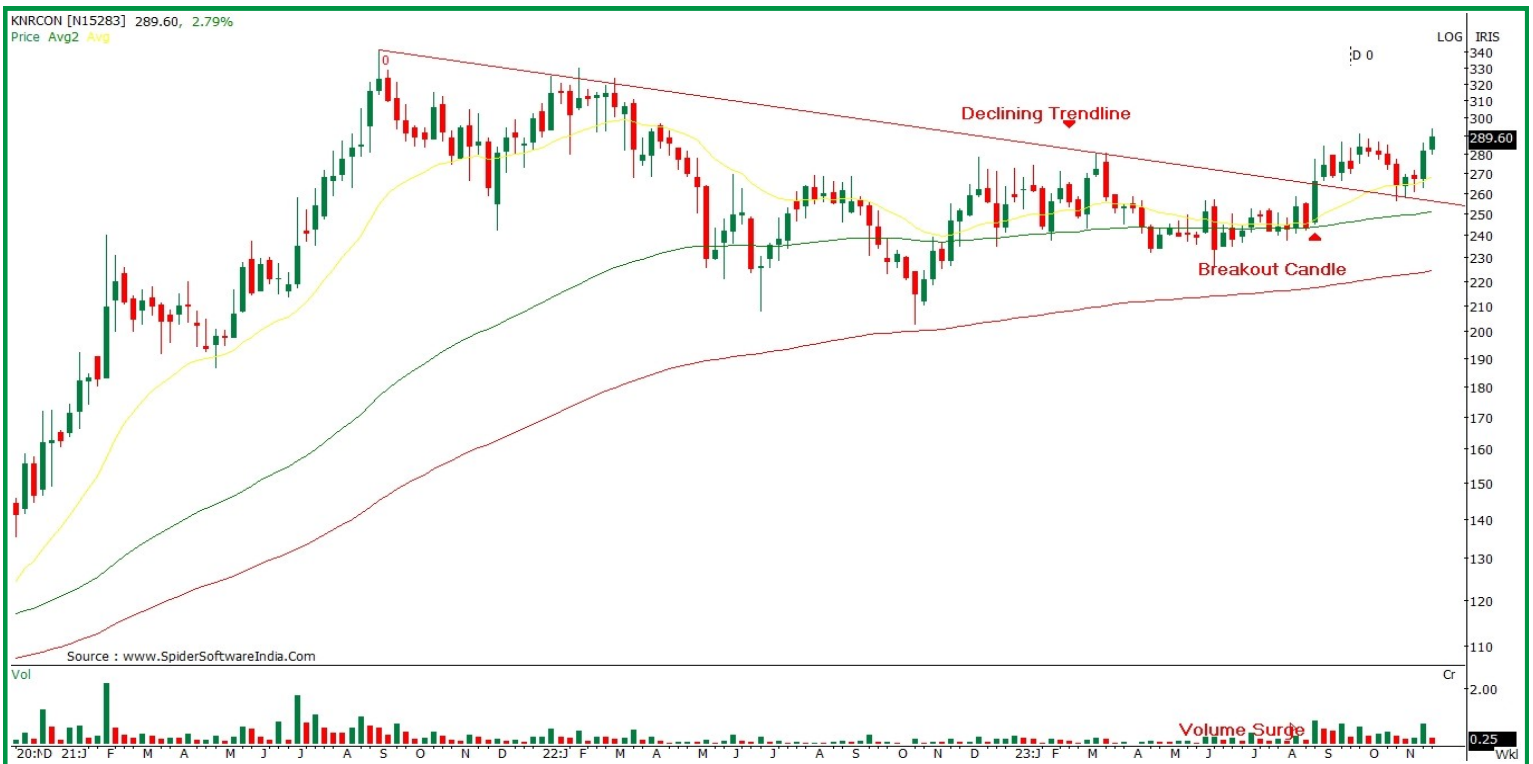 KNRCON [N15283] 289.60, 2.79%
Price Avg2 Avg
LOG IRIS
D 0
0
340
330
320
310
300
289.60
280
270
260
250
240
230
220
210
200
190
180
170
160
150
140
130
120
110
Declining Trendline
Breakout Candle
Source : www.SpiderSoftwareIndia.Com
Vol
Cr
2.00
Volume Surge
0.25
20:ND 21:J F M A M J J A S O N D 22:J F M A M J J A S O N D 23:J F M A M J J A S O N
Wkl